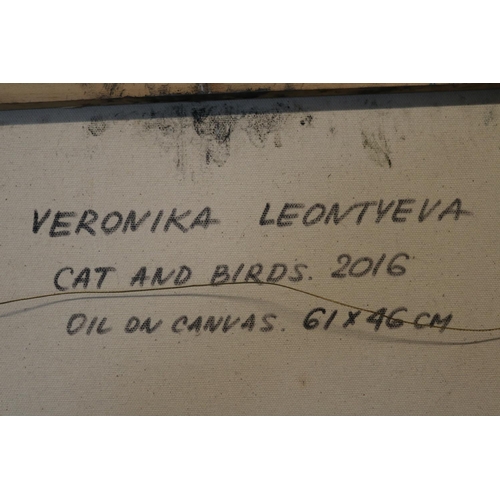 VERONIKA LEONTYEVA
CAT AND BIRDS. 2016
OIL ON CANVAS. 61 X 46 CM